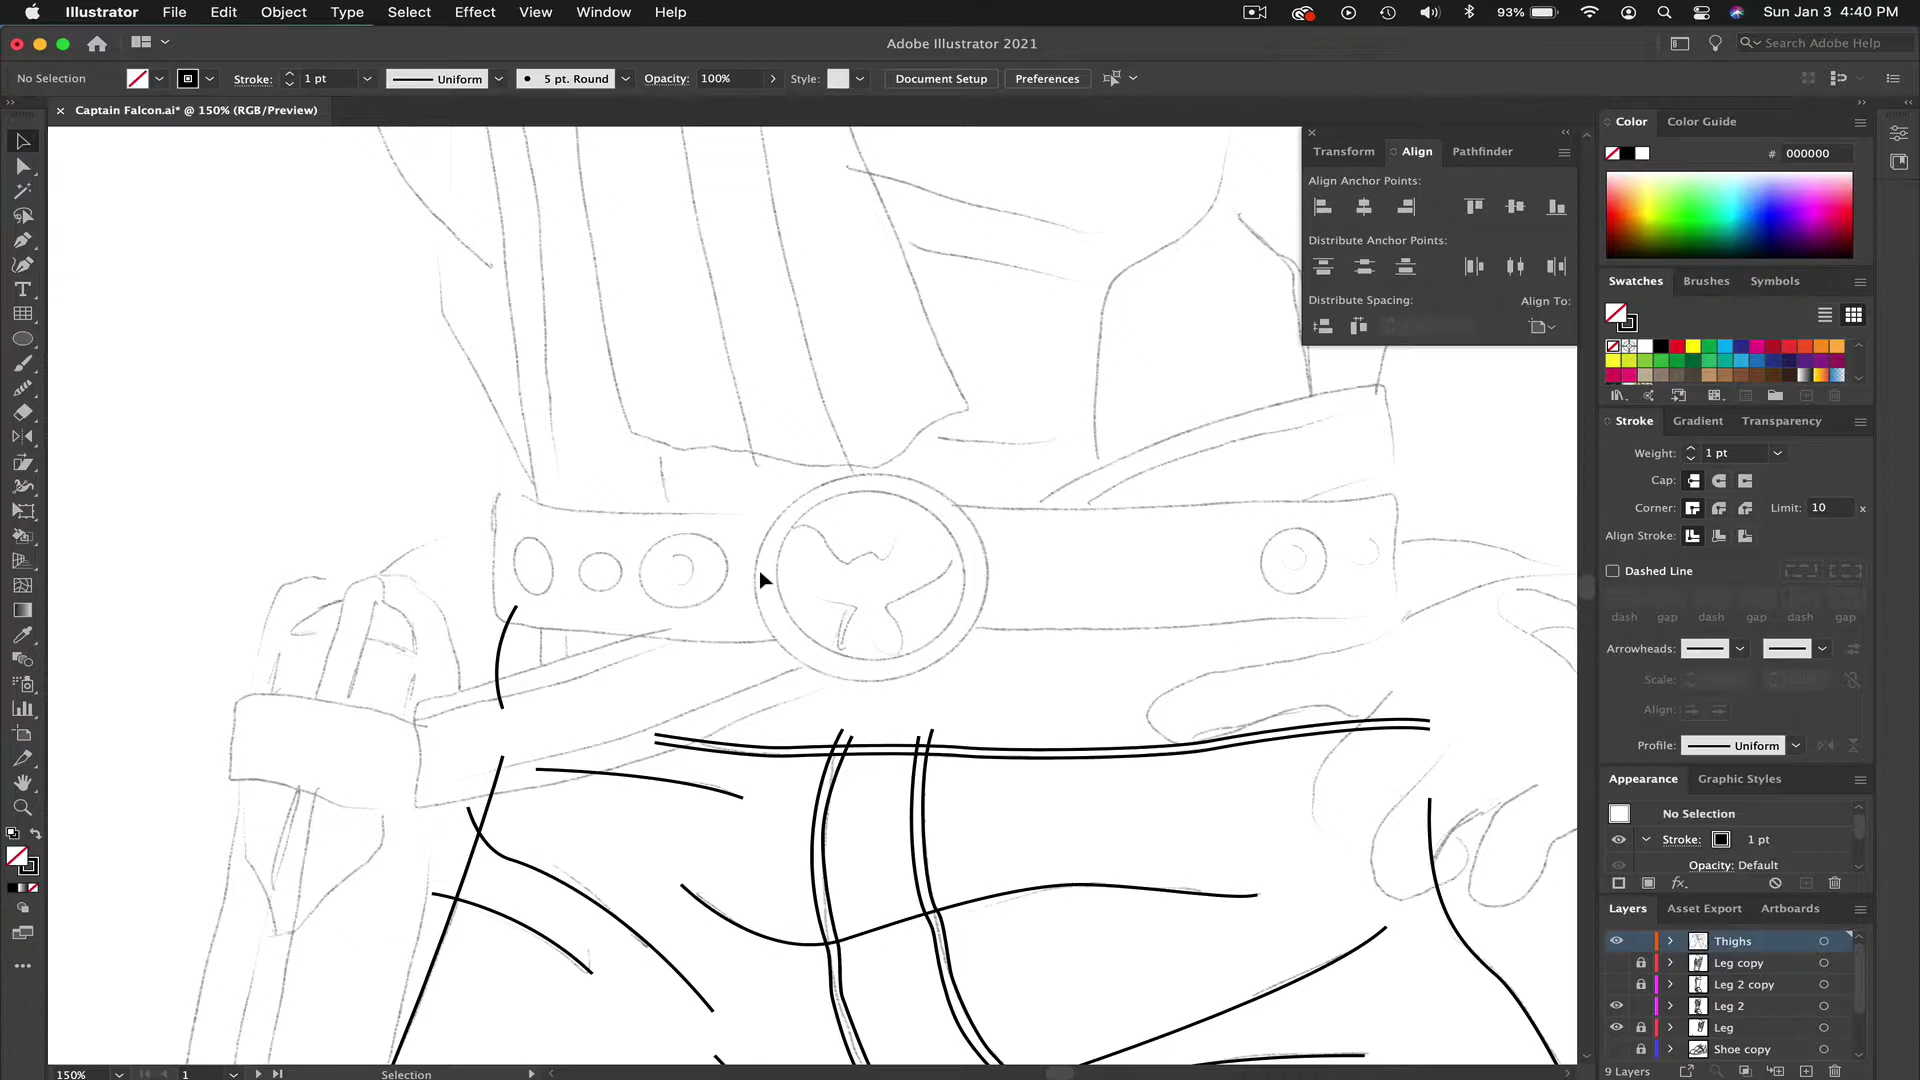 Illustrator File Edit Object Type Select Effect View Window Help 93% Sun Jan 3 4:40 PM
Adobe Illustrator 2021 Search Adobe Help
No Selection Stroke: 1 pt Uniform 5 pt. Round Opacity: 100% Style: Document Setup Preferences
Captain Falcon.ai* @ 150% (RGB/Preview)
Transform Align Pathfinder
Align Anchor Points:
Distribute Anchor Points:
Distribute Spacing: Align To:
Color Color Guide
# 000000
Swatches Brushes Symbols
Stroke Gradient Transparency
Weight: 1 pt
Cap:
Corner: Limit: 10 x
Align Stroke:
Dashed Line
dash gap dash gap dash gap
Arrowheads:
Scale:
Align:
Profile: Uniform
Appearance Graphic Styles
No Selection
Stroke: 1 pt
Opacity: Default
fx
Layers Asset Export Artboards
Thighs
Leg copy
Leg 2 copy
Leg 2
Leg
Shoe copy
9 Layers
150% 1 Selection